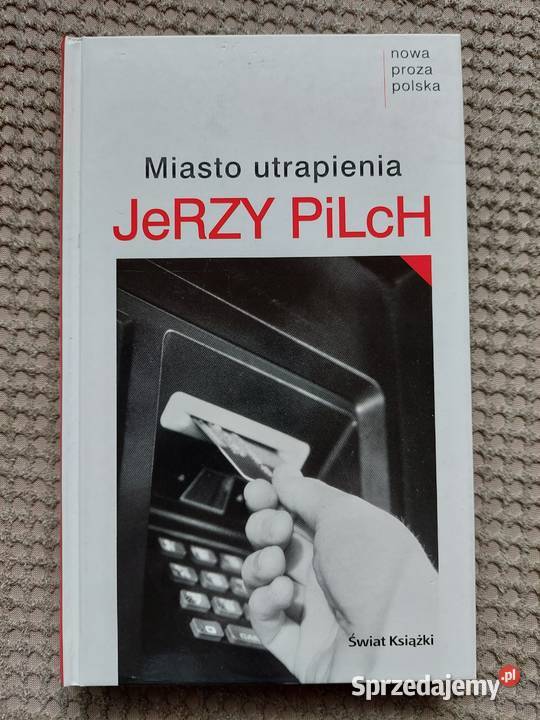 nowa
proza
polska
Miasto utrapienia
JeRZY PiLcH
Świat Książki
Sprzedajemy.pl